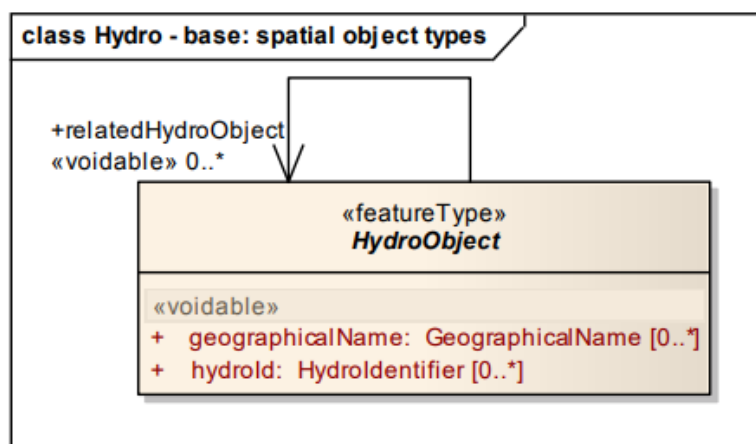 class Hydro - base: spatial object types
+relatedHydroObject
«voidable» 0..*
«featureType»
HydroObject
«voidable»
+ geographicalName: GeographicalName [0..*]
+ hydroId: HydroIdentifier [0..*]